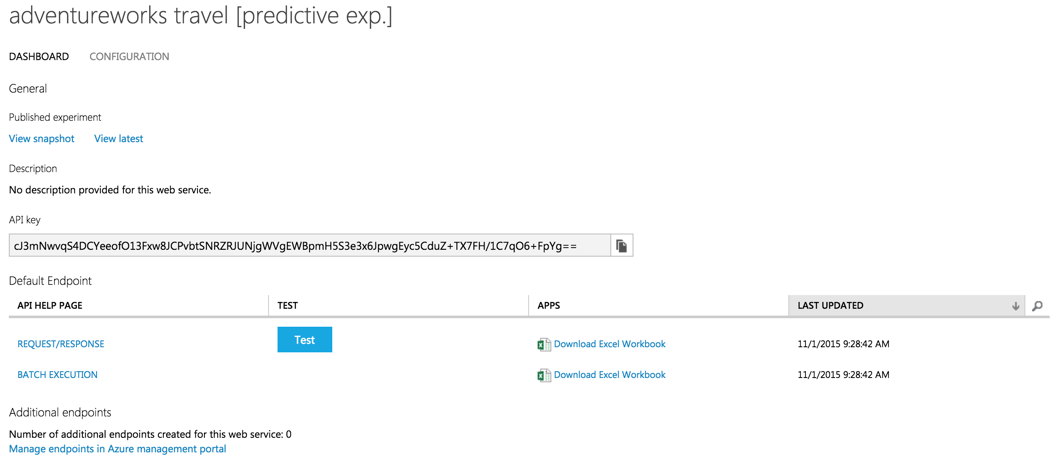 adventureworks travel [predictive exp.]
DASHBOARD CONFIGURATION
General
Published experiment
View snapshot View latest
Description
No description provided for this web service.
API key
cJ3mNwvqS4DCYeeofO13Fxw8JCPvbtSNRZRJUNjgWVgEWBpmH5S3e3x6JpwgEyc5CduZ+TX7FH/1C7qO6+FpYg==
Default Endpoint
API HELP PAGE TEST APPS LAST UPDATED
REQUEST/RESPONSE Test Download Excel Workbook 11/1/2015 9:28:42 AM
BATCH EXECUTION Download Excel Workbook 11/1/2015 9:28:42 AM
Additional endpoints
Number of additional endpoints created for this web service: 0
Manage endpoints in Azure management portal